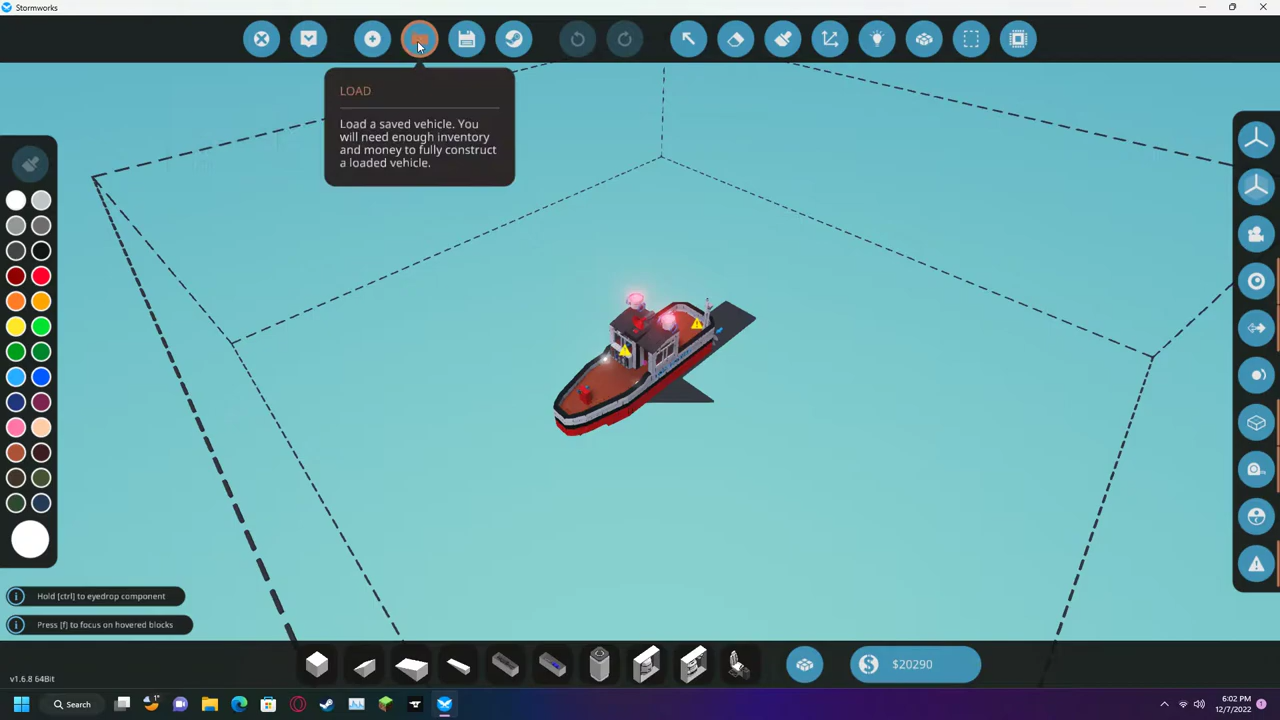 Stormworks
LOAD
Load a saved vehicle. You
will need enough inventory
and money to fully construct
a loaded vehicle.
Hold [ctrl] to eyedrop component
Press [f] to focus on hovered blocks
$20290
v1.6.8 64Bit
Search
1°
6:02 PM
12/7/2022
1